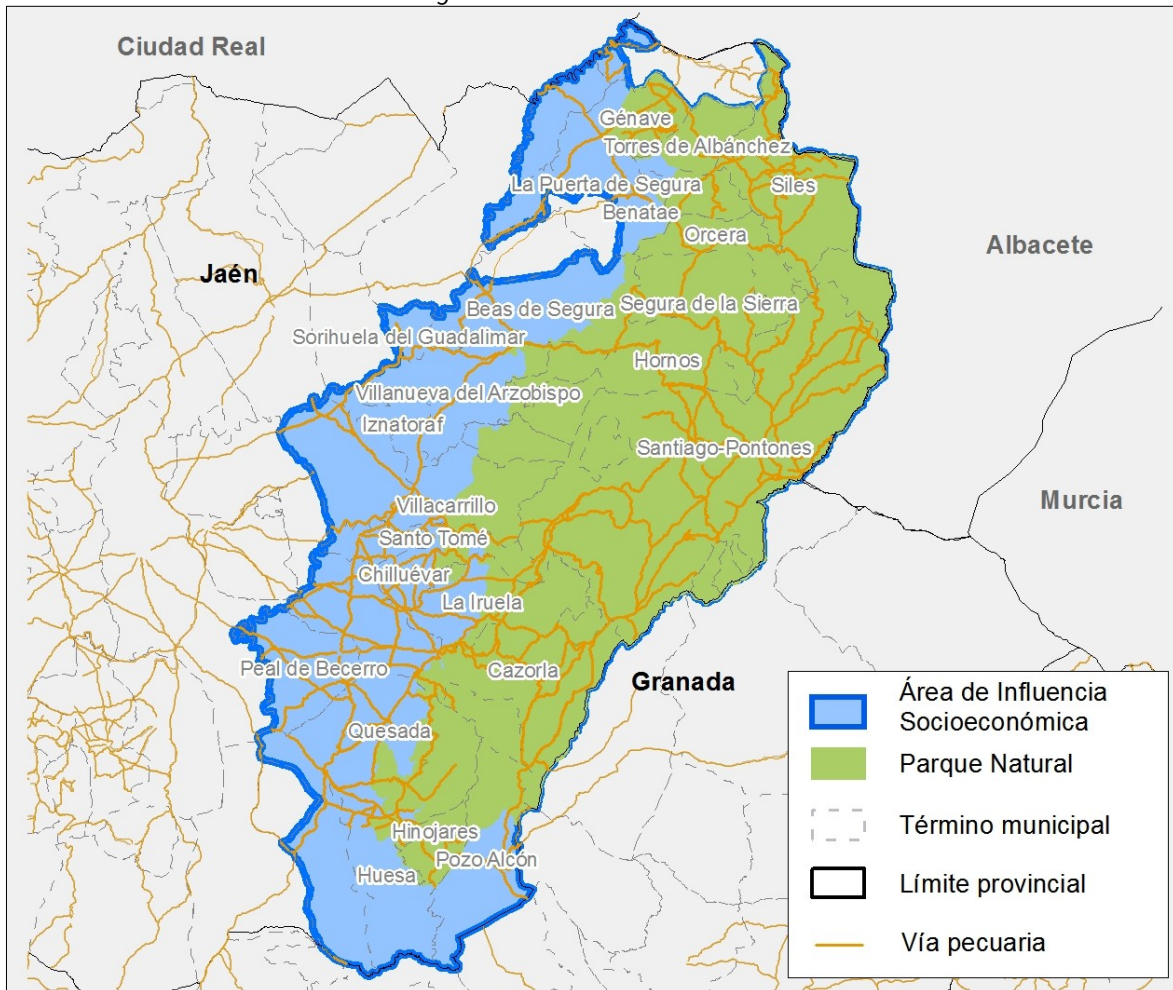 Ciudad Real
Génave
Torres de Albánchez
La Puerta de Segura
Siles
Benatae
Orcera
Albacete
Jaén
Beas de Segura
Segura de la Sierra
Sorihuela del Guadalimar
Hornos
Villanueva del Arzobispo
Iznatoraf
Santiago-Pontones
Murcia
Villacarrillo
Santo Tomé
Chilluévar
La Iruela
Peal de Becerro
Cazorla
Granada
Quesada
Hinojares
Pozo Alcón
Huesa
Área de Influencia
Socioeconómica
Parque Natural
Término municipal
Límite provincial
Vía pecuaria